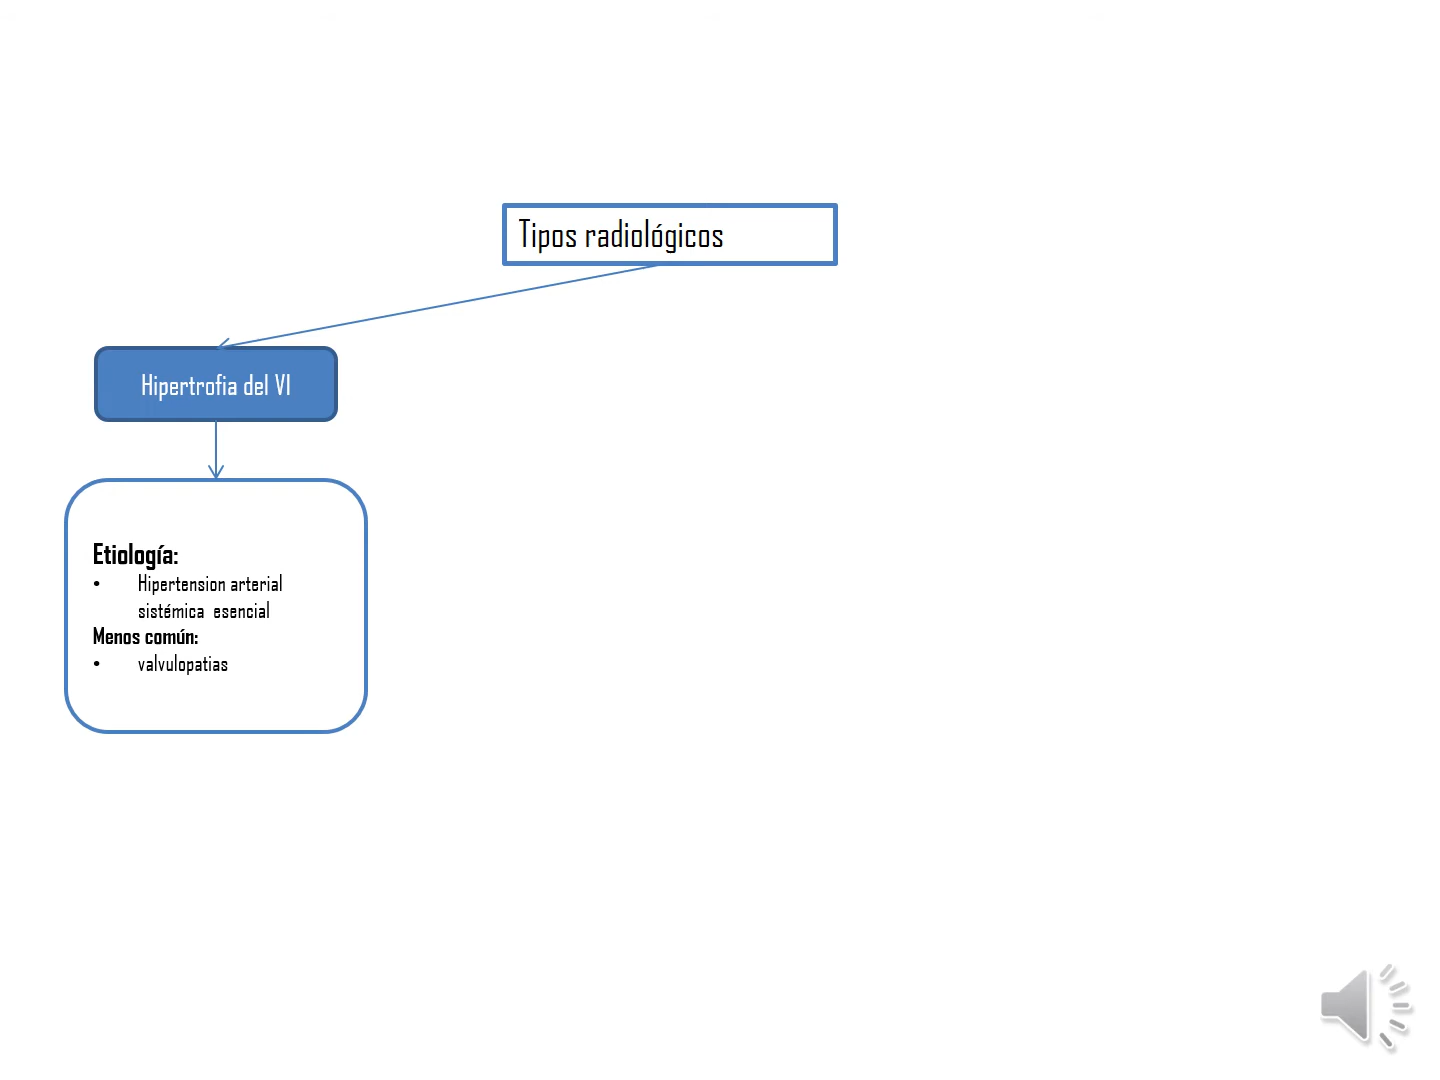 Tipos radiológicos
Hipertrofia del VI
Etiología:
• Hipertension arterial
sistémica esencial
Menos común:
• valvulopatias